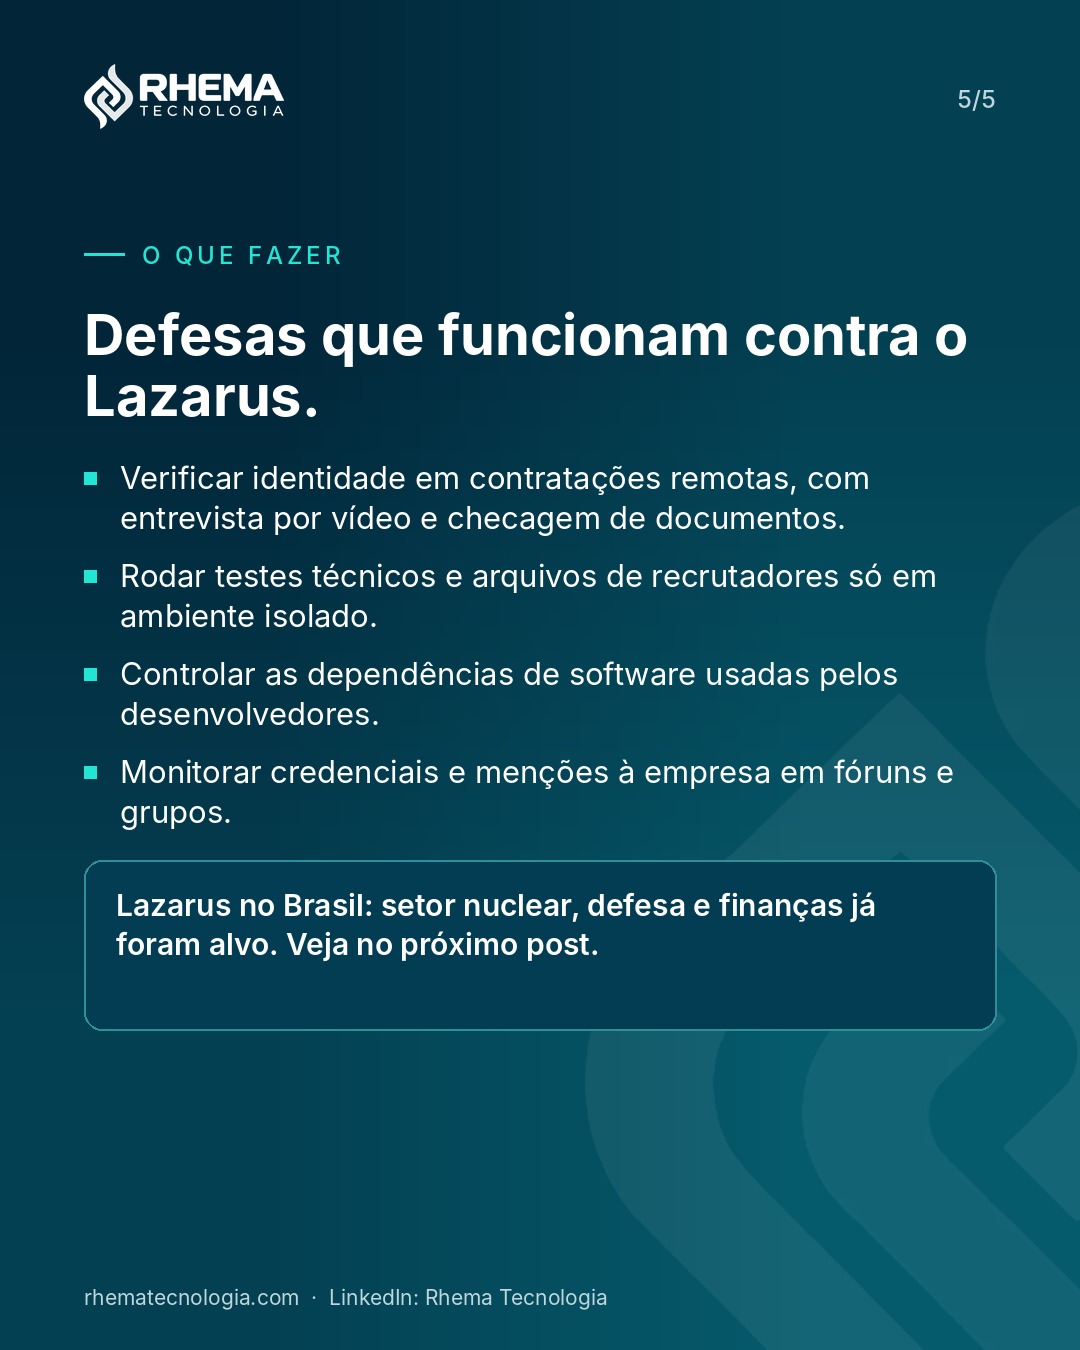 RHEMA
TECNOLOGIA
5/5
O QUE FAZER
Defesas que funcionam contra o
Lazarus.
Verificar identidade em contratações remotas, com
entrevista por vídeo e checagem de documentos.
Rodar testes técnicos e arquivos de recrutadores só em
ambiente isolado.
Controlar as dependências de software usadas pelos
desenvolvedores.
Monitorar credenciais e menções à empresa em fóruns e
grupos.
Lazarus no Brasil: setor nuclear, defesa e finanças já
foram alvo. Veja no próximo post.
rhematecnologia.com · LinkedIn: Rhema Tecnologia